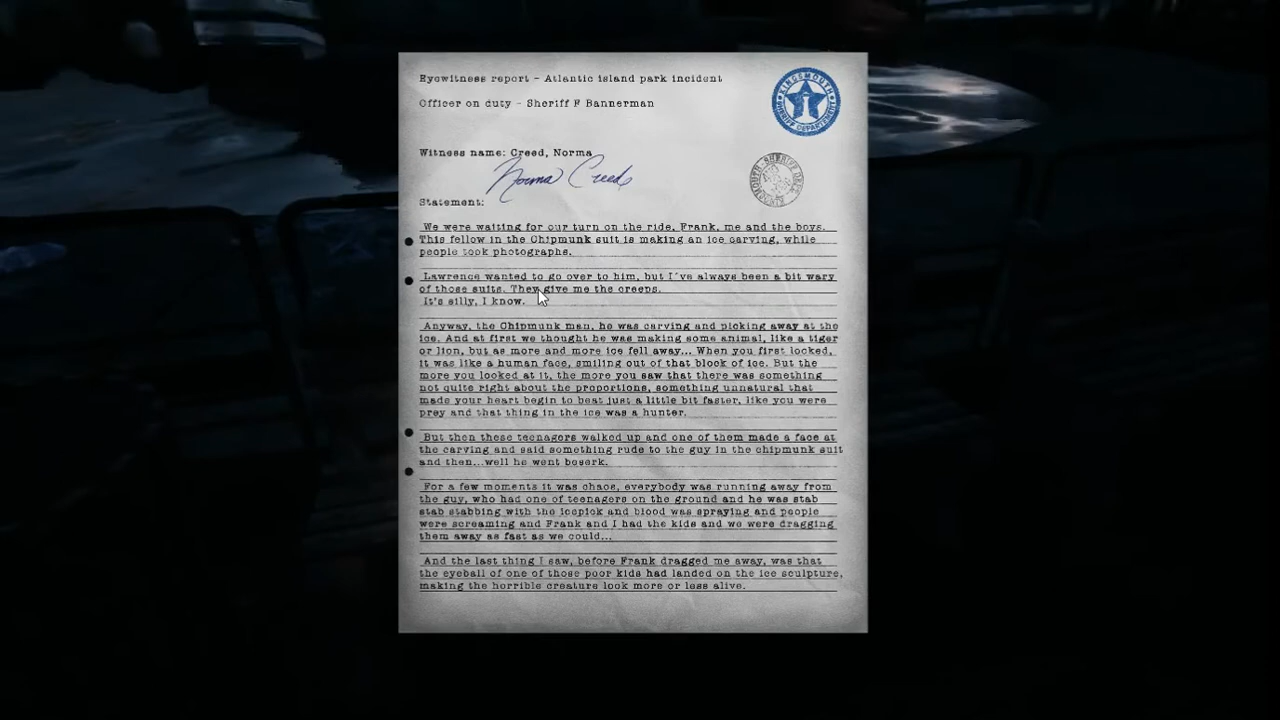 Eyewitness report - Atlantic island park incident
KINGSMOUTH
SHERIFF DEPARTEMENT
Officer on duty - Sheriff F Bannerman
Witness name: Creed, Norma
Norma Creed
Statement:
We were waiting for our turn on the ride, Frank, me and the boys.
This fellow in the Chipmunk suit is making an ice carving, while
people took photographs.
Lawrence wanted to go over to him, but I've always been a bit wary
of those suits. They give me the creeps.
It's silly, I know.
Anyway, the Chipmunk man, he was carving and picking away at the
ice. And at first we thought he was making some animal, like a tiger
or lion, but as more and more ice fell away... When you first looked,
it was like a human face, smiling out of that block of ice. But the
more you looked at it, the more you saw that there was something
not quite right about the proportions, something unnatural that
made your heart begin to beat just a little bit faster, like you were
prey and that thing in the ice was a hunter.
But then these teenagers walked up and one of them made a face at
the carving and said something rude to the guy in the chipmunk suit
and then...well he went beserk.
For a few moments it was chaos, everybody was running away from
the guy, who had one of teenagers on the ground and he was stab
stab stabbing with the icepick and blood was spraying and people
were screaming and Frank and I had the kids and we were dragging
them away as fast as we could...
And the last thing I saw, before Frank dragged me away, was that
the eyeball of one of those poor kids had landed on the ice sculpture,
making the horrible creature look more or less alive.